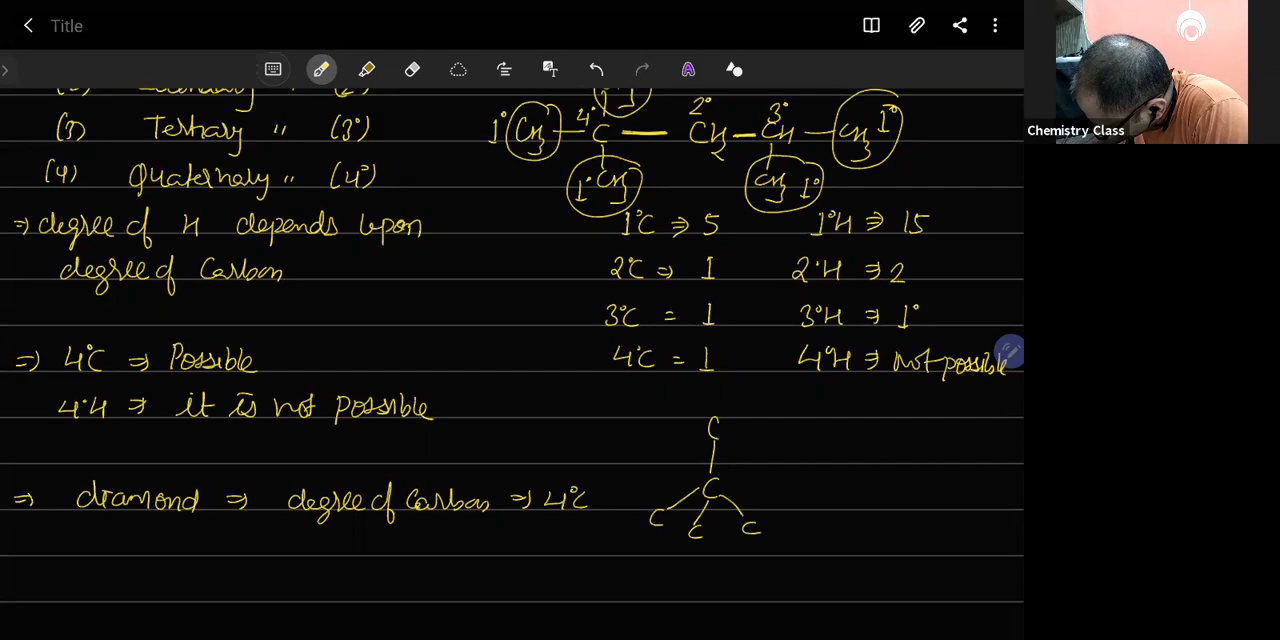 Title
(3) Tertiary " (3°)
(4) Quaternary " (4°)
⇒ degree of H depends upon
degree of Carbon
⇒ 4°C ⇒ Possible
4°H ⇒ it is not possible
⇒ diamond ⇒ degree of Carbon ⇒ 4°C
4° 2° 3°
1° CH3 — C — CH2 — CH — CH3 1°
1° CH3 CH3 1°
1°C ⇒ 5 1°H ⇒ 15
2°C ⇒ 1 2°H ⇒ 2
3°C = 1 3°H ⇒ 1°
4°C = 1 4°H ⇒ Not possible
C
C
C C C
Chemistry Class